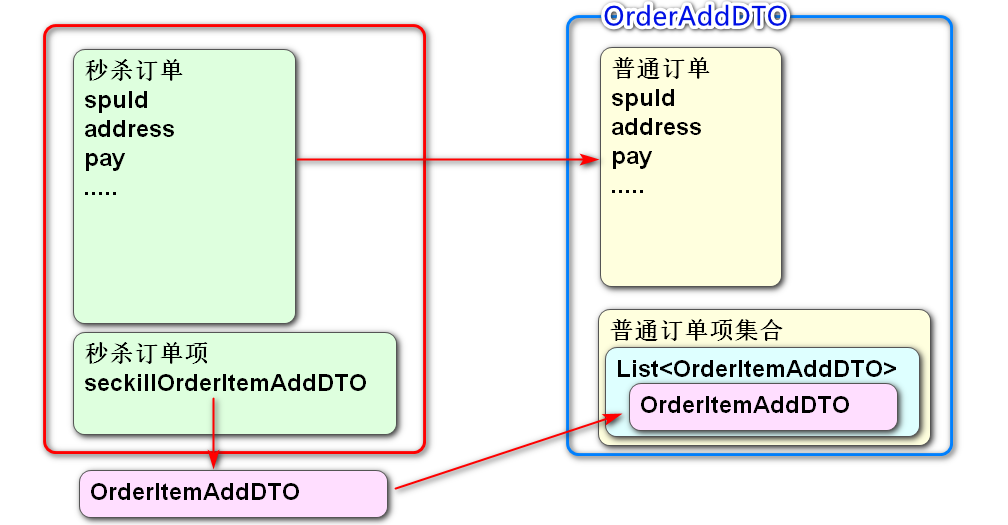 秒杀订单
spuId
address
pay
.....
秒杀订单项
seckillOrderItemAddDTO
OrderItemAddDTO
OrderAddDTO
普通订单
spuId
address
pay
.....
普通订单项集合
List<OrderItemAddDTO>
OrderItemAddDTO